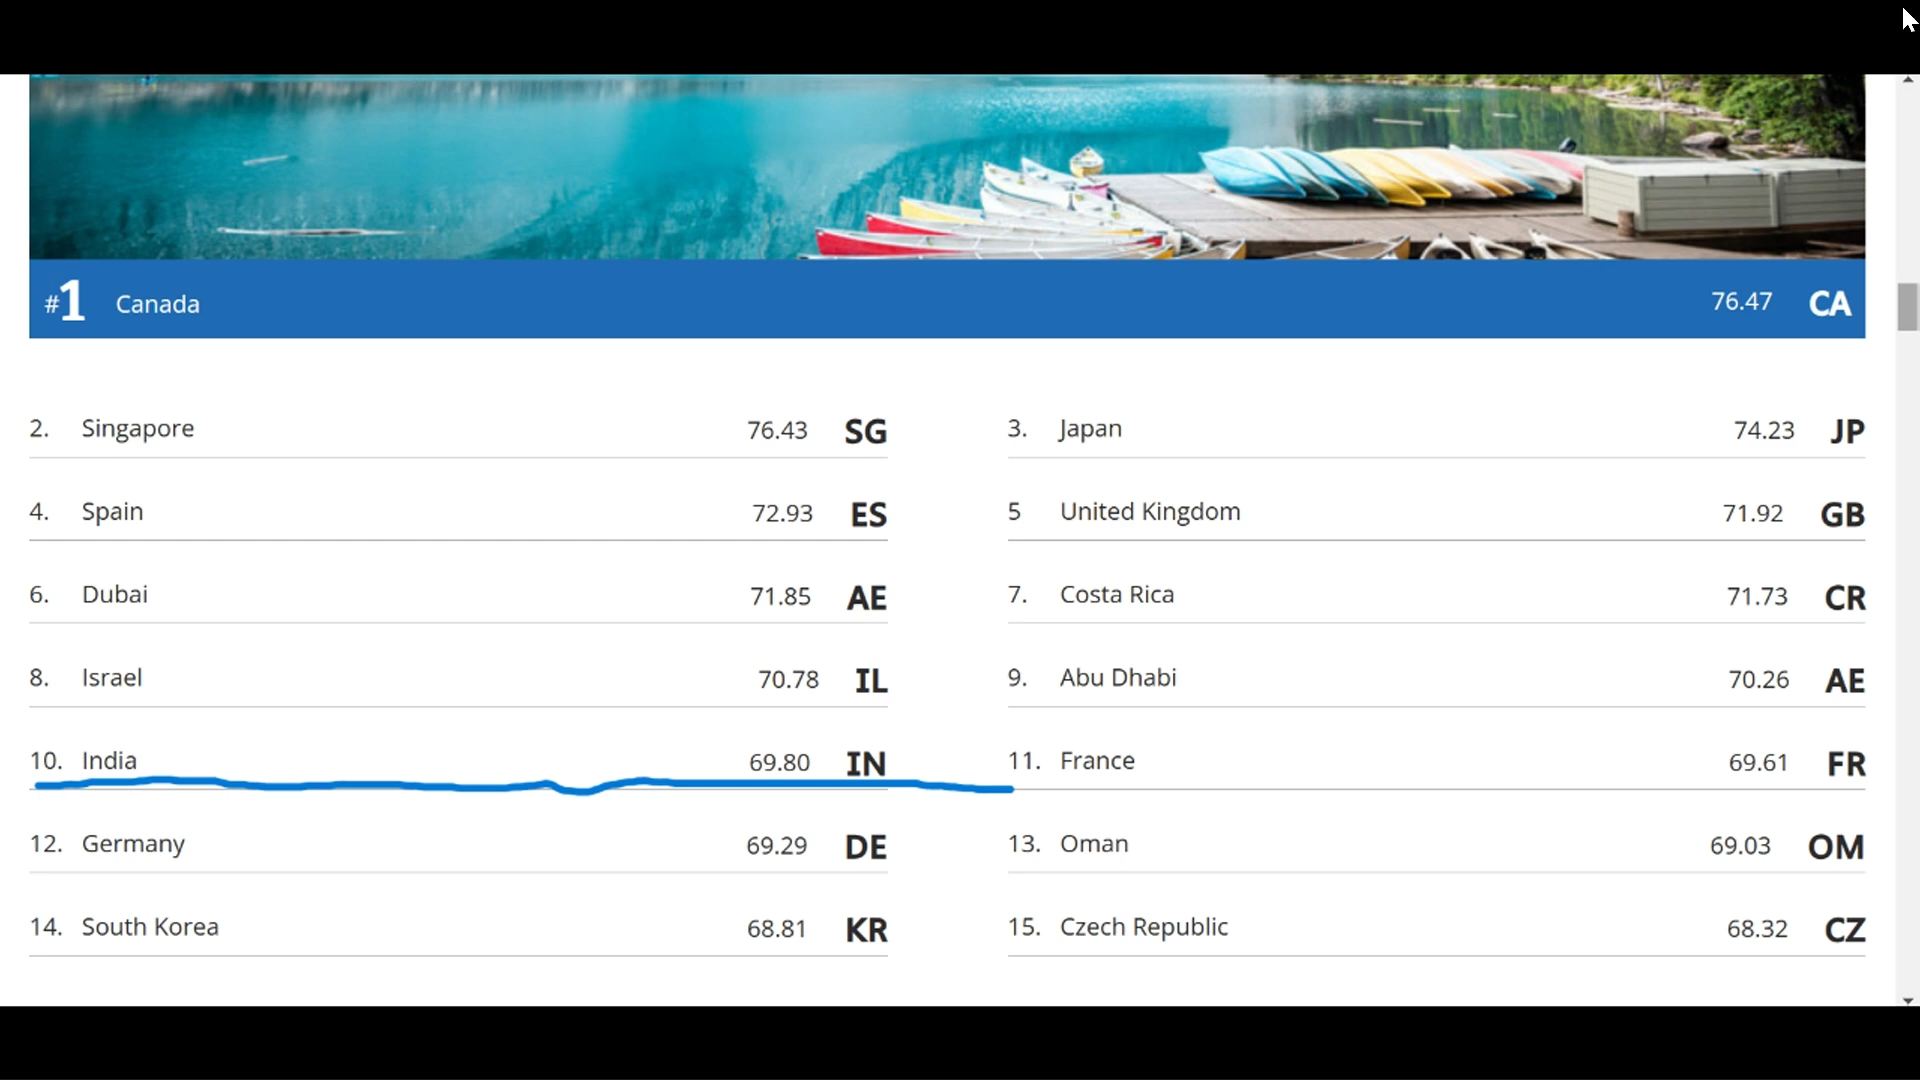 #1 Canada 76.47 CA
2. Singapore 76.43 SG
3. Japan 74.23 JP
4. Spain 72.93 ES
5 United Kingdom 71.92 GB
6. Dubai 71.85 AE
7. Costa Rica 71.73 CR
8. Israel 70.78 IL
9. Abu Dhabi 70.26 AE
10. India 69.80 IN
11. France 69.61 FR
12. Germany 69.29 DE
13. Oman 69.03 OM
14. South Korea 68.81 KR
15. Czech Republic 68.32 CZ